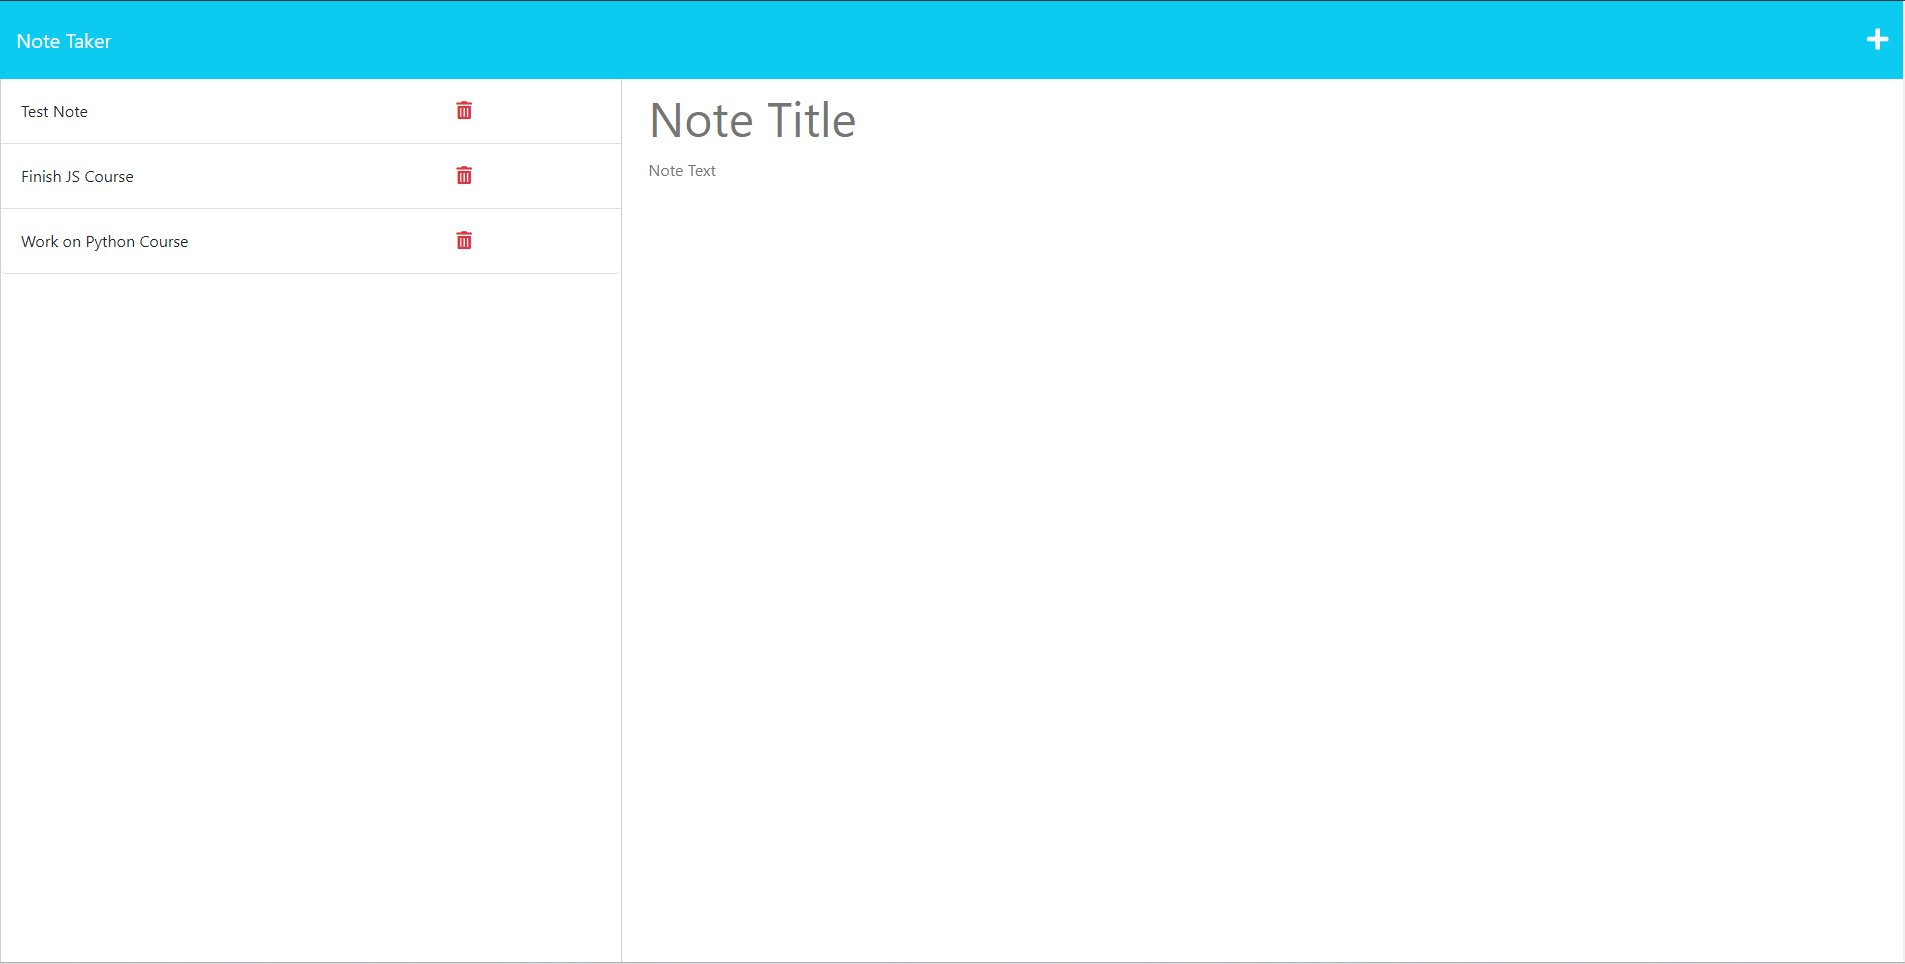 Note Taker
Test Note
Finish JS Course
Work on Python Course
Note Title
Note Text